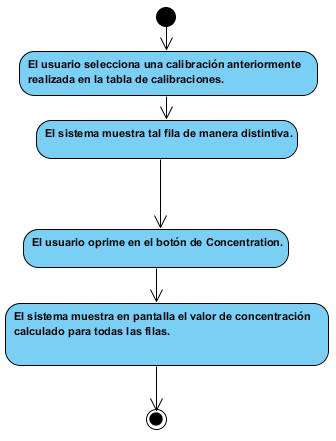 El usuario selecciona una calibración anteriormente
realizada en la tabla de calibraciones.
El sistema muestra tal fila de manera distintiva.
El usuario oprime en el botón de Concentration.
El sistema muestra en pantalla el valor de concentración
calculado para todas las filas.